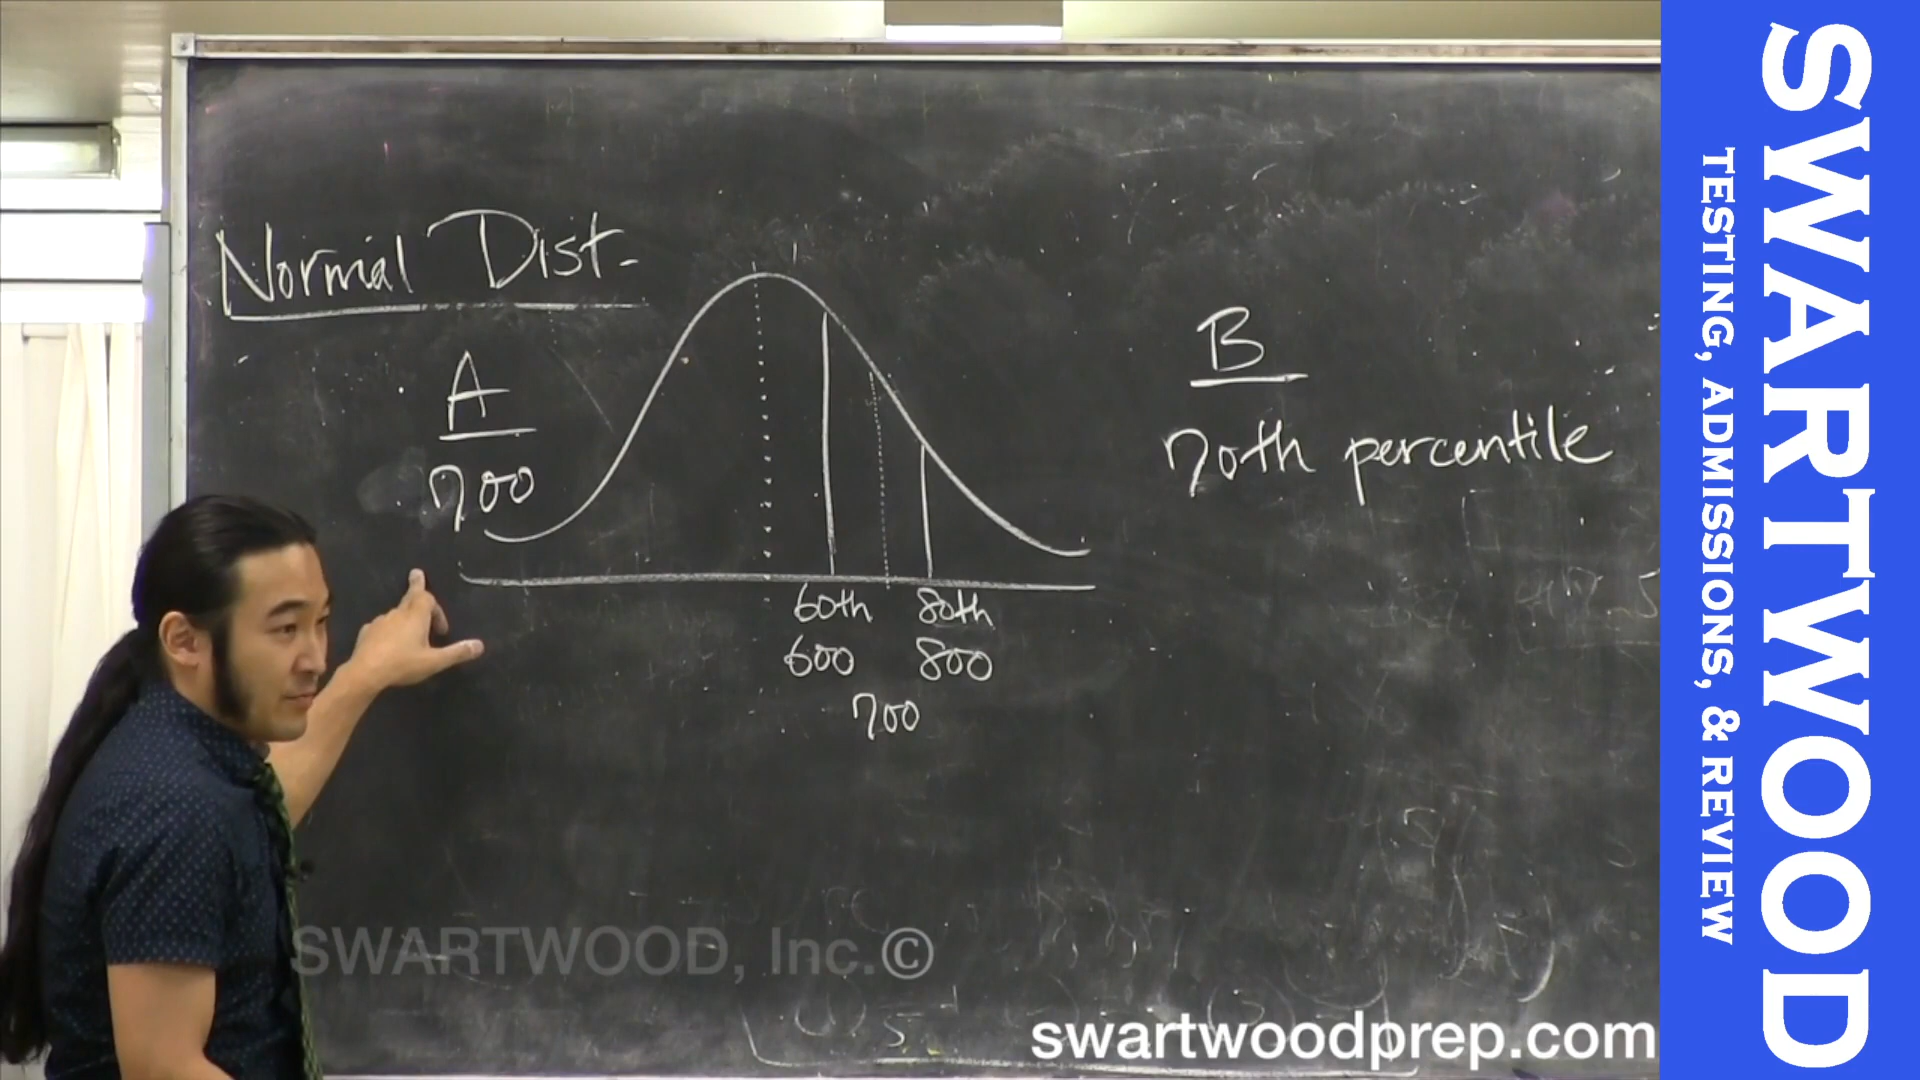 Normal Dist.
A
700
B
70th percentile
60th 80th
600 800
700
SWARTWOOD, Inc.©
swartwoodprep.com
SWARTWOOD
TESTING, ADMISSIONS, & REVIEW